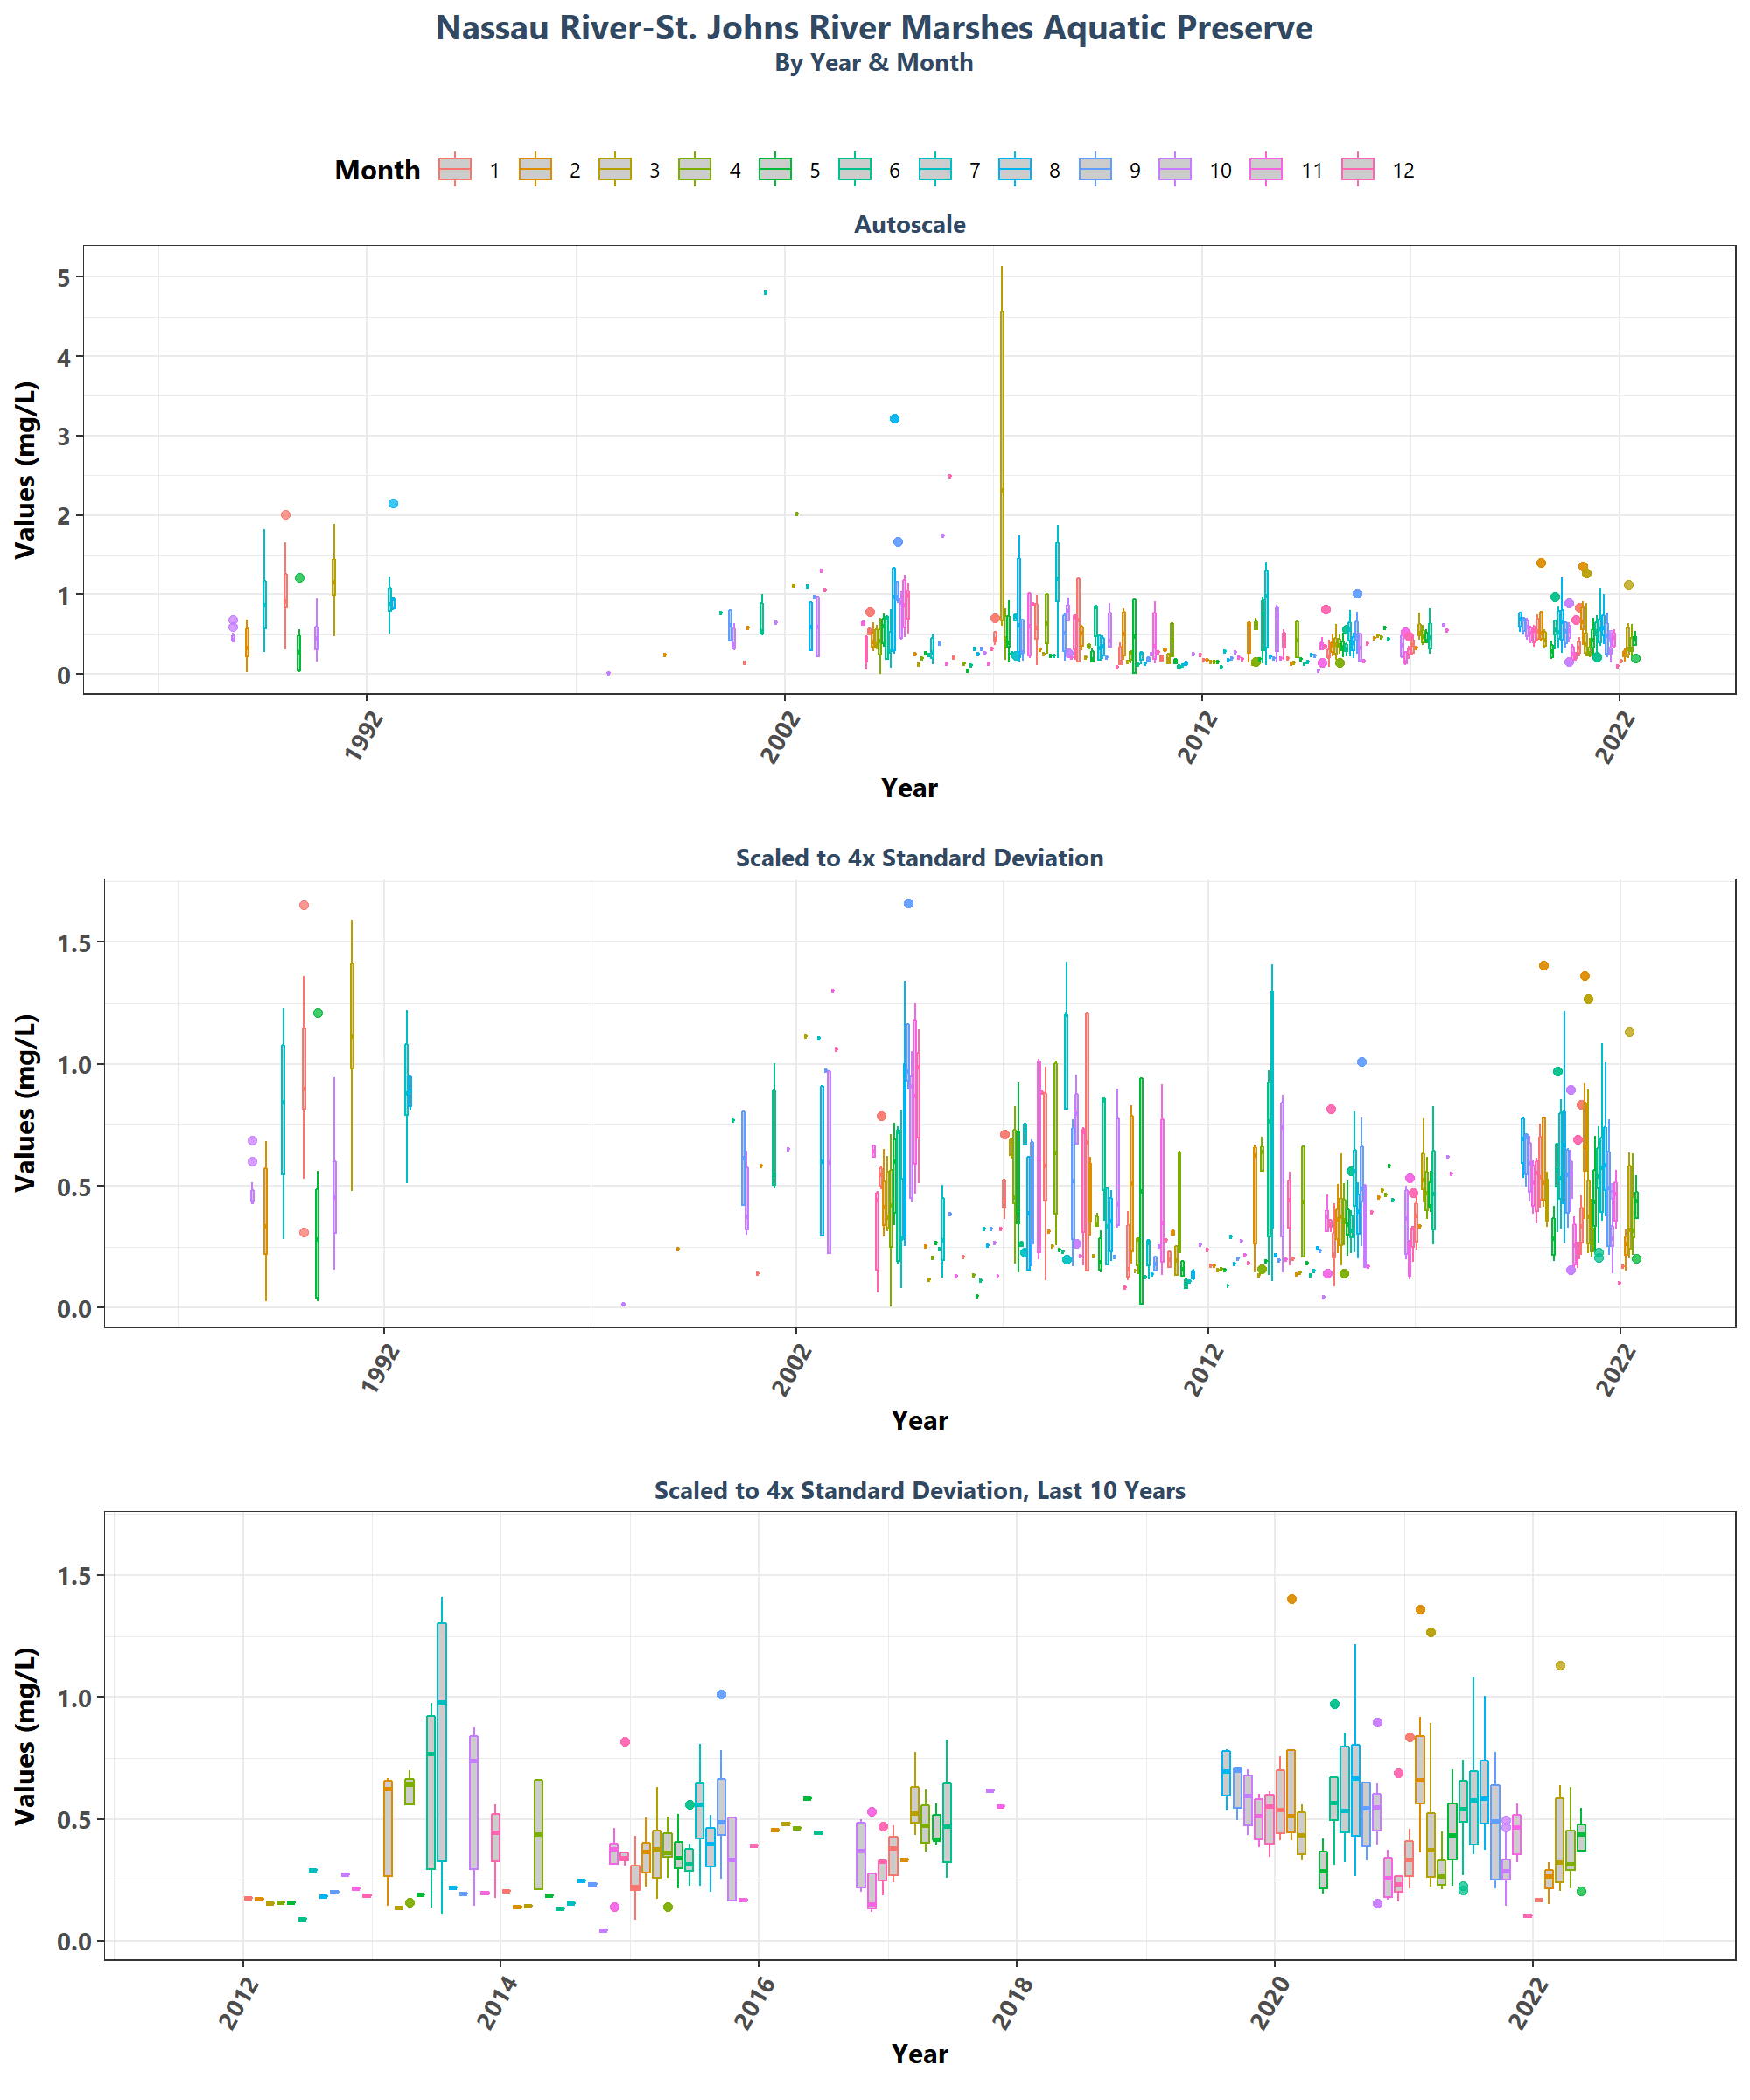 Nassau River-St. Johns River Marshes Aquatic Preserve
By Year & Month
Month 1 2 3 4 5 6 7 8 9 10 11 12
Autoscale
Values (mg/L)
5
4
3
2
1
0
1992 2002 2012 2022
Year
Scaled to 4x Standard Deviation
Values (mg/L)
1.5
1.0
0.5
0.0
1992 2002 2012 2022
Year
Scaled to 4x Standard Deviation, Last 10 Years
Values (mg/L)
1.5
1.0
0.5
0.0
2012 2014 2016 2018 2020 2022
Year